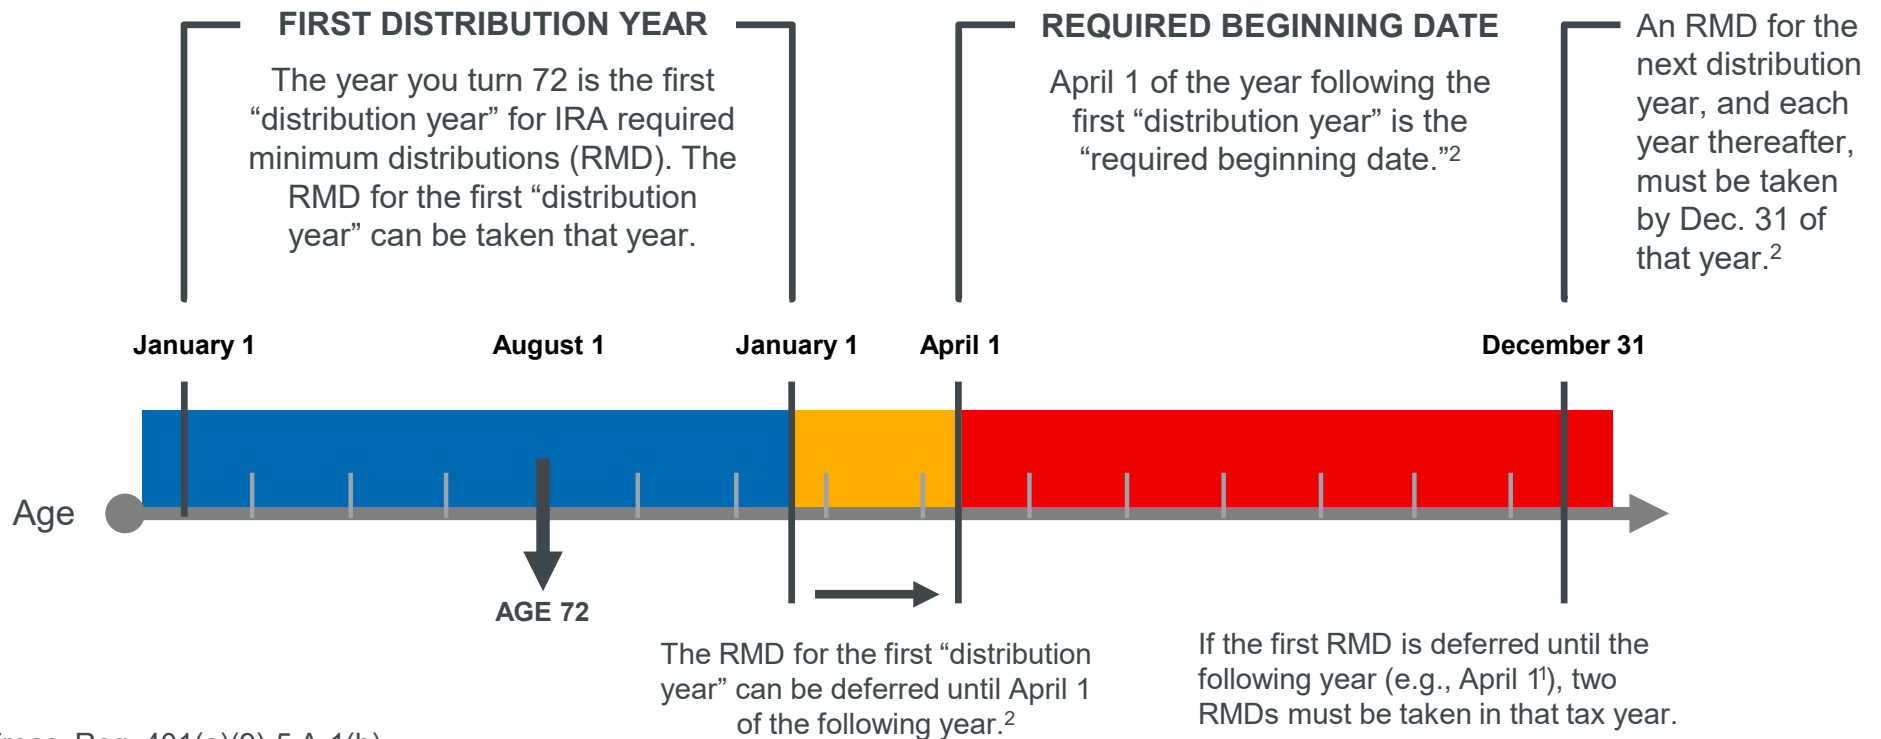 FIRST DISTRIBUTION YEAR
The year you turn 72 is the first
“distribution year” for IRA required
minimum distributions (RMD). The
RMD for the first “distribution
year” can be taken that year.
REQUIRED BEGINNING DATE
April 1 of the year following the
first “distribution year” is the
“required beginning date.”2
An RMD for the
next distribution
year, and each
year thereafter,
must be taken
by Dec. 31 of
that year.2
January 1
August 1
January 1
April 1
December 31
Age
AGE 72
The RMD for the first “distribution
year” can be deferred until April 1
of the following year.2
If the first RMD is deferred until the
following year (e.g., April 11), two
RMDs must be taken in that tax year.
Reg. 401(a)(9)-5 A-1(b)